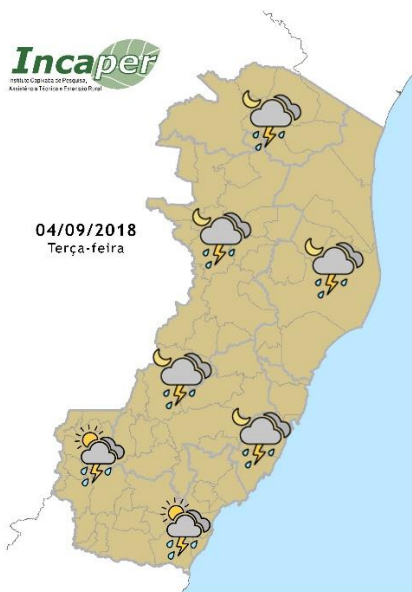 Incaper
Instituto Capixaba de Pesquisa,
Assistência Técnica e Extensão Rural
04/09/2018
Terça-feira